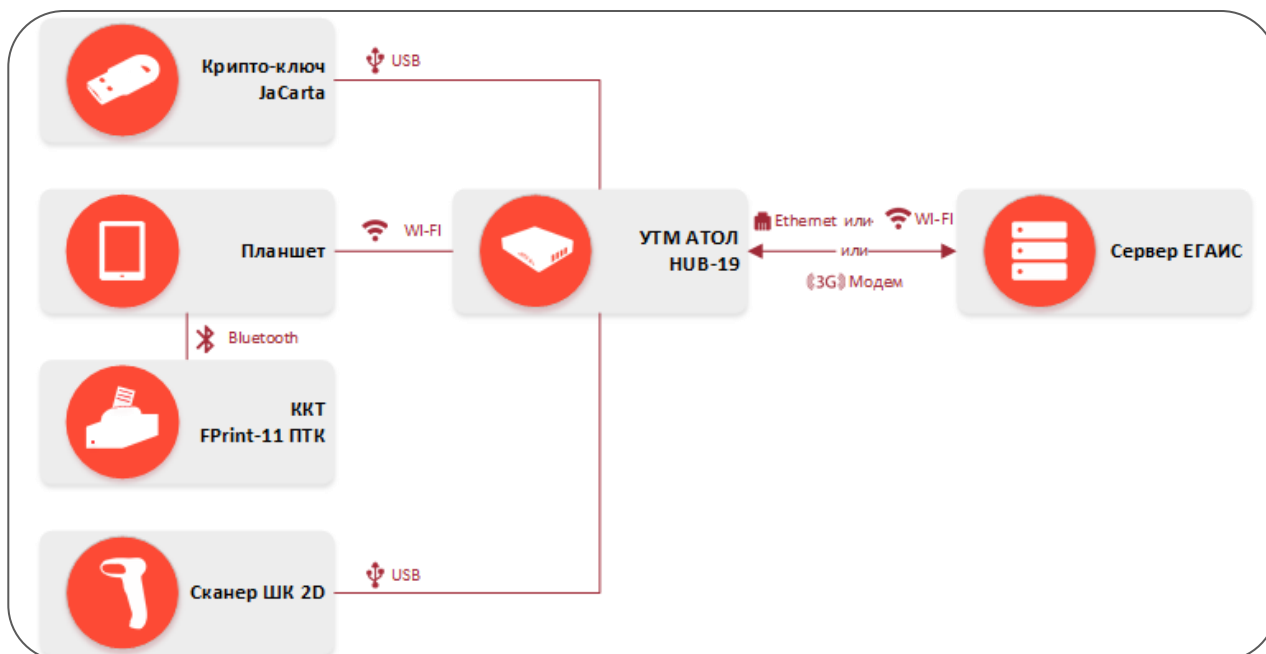 Крипто-ключ
JaCarta
USB
Планшет
WI-FI
УТМ АТОЛ
HUB-19
Ethernet или
WI-FI
или
3G Модем
Сервер ЕГАИС
Bluetooth
ККТ
FPrint-11 ПТК
Сканер ШК 2D
USB